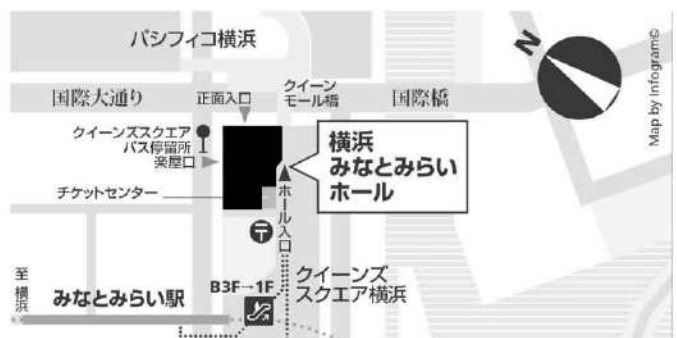 パシフィコ横浜
N
Map by Infogram©
国際大通り
正面入口
クイーン
モール橋
国際橋
クイーンズスクエア
バス停留所
楽屋口
横浜
みなとみらい
ホール
チケットセンター
ホール入口
〒
至横浜
みなとみらい駅
B3F→1F
クイーンズ
スクエア横浜